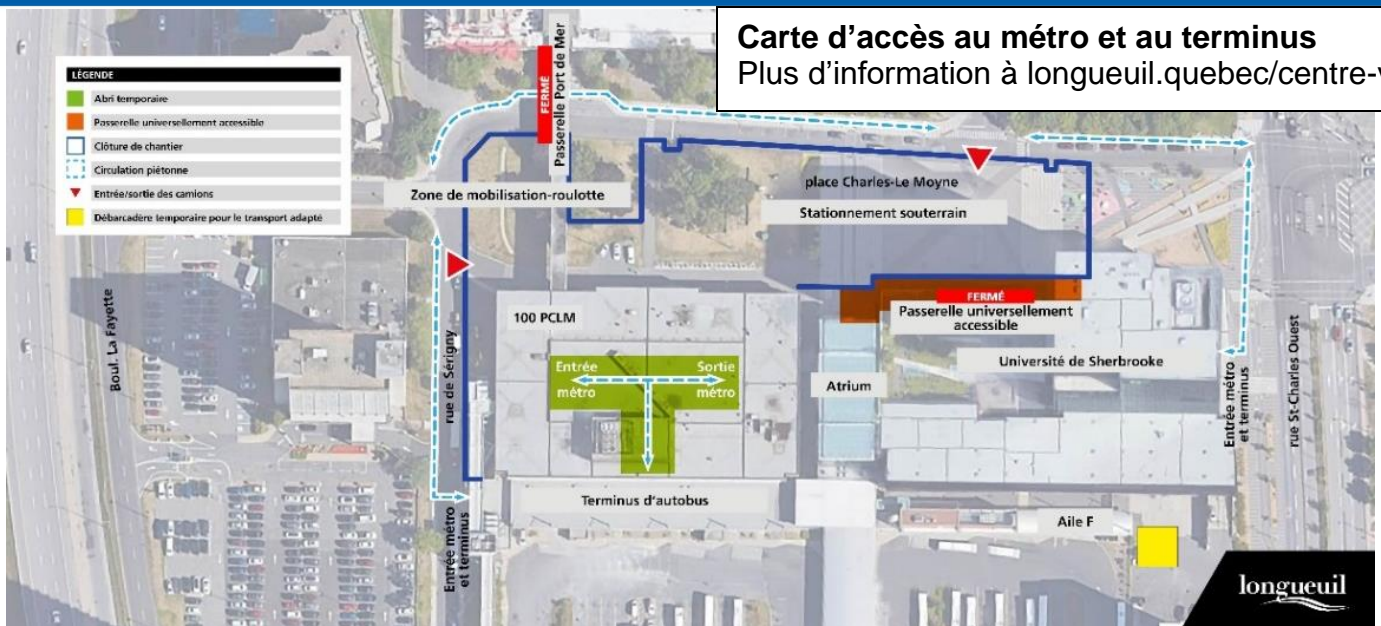 Carte d'accès au métro et au terminus
Plus d'information à longueuil.quebec/centre-v
LÉGENDE
Abri temporaire
Passerelle universellement accessible
Clôture de chantier
Circulation piétonne
Entrée/sortie des camions
Débarcadère temporaire pour le transport adapté
FERMÉ
Passerelle Port de Mer
Zone de mobilisation-roulotte
place Charles-Le Moyne
Stationnement souterrain
Boul. La Fayette
rue de Sérigny
100 PCLM
FERMÉ
Passerelle universellement
accessible
Université de Sherbrooke
Entrée
métro
Sortie
métro
Atrium
Entrée métro
et terminus
rue St-Charles Ouest
Terminus d'autobus
Entrée métro
et terminus
Aile F
longueuil